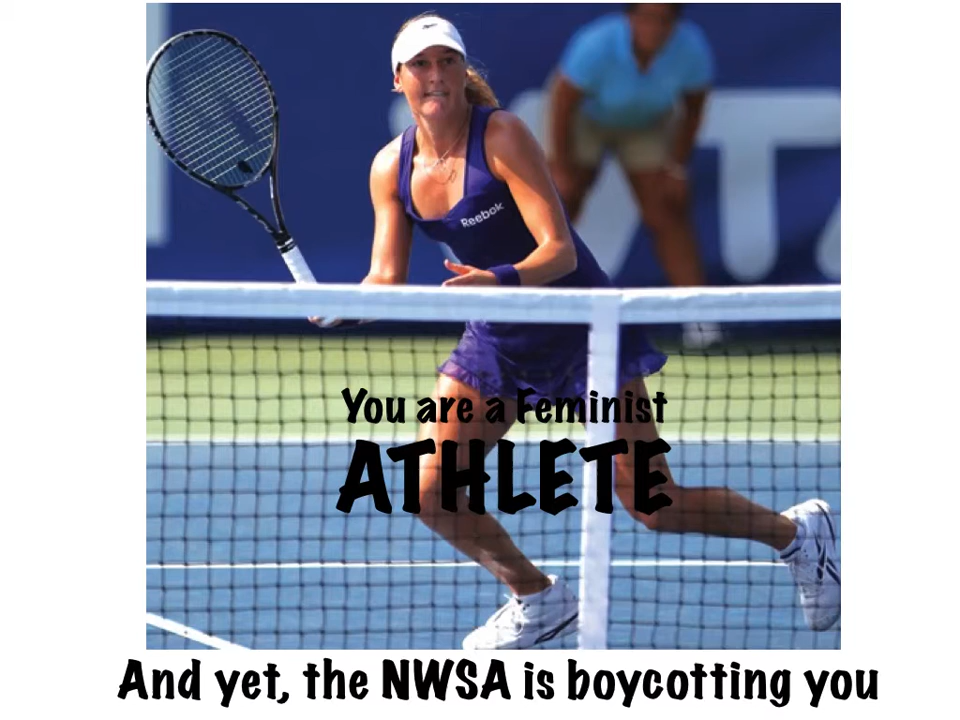 Reebok
You are a Feminist
ATHLETE
And yet, the NWSA is boycotting you